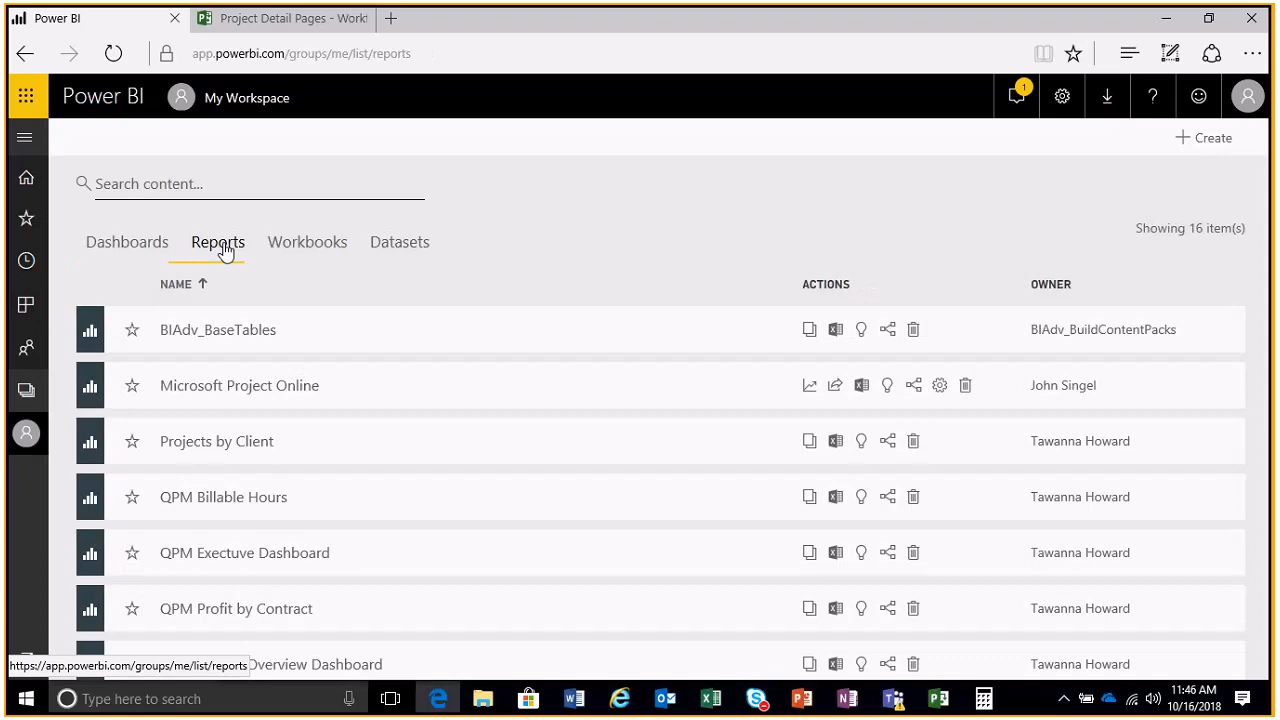 Power BI
Project Detail Pages - Workf
app.powerbi.com/groups/me/list/reports
Power BI
My Workspace
1
Create
Search content...
Showing 16 item(s)
Dashboards Reports Workbooks Datasets
NAME ACTIONS OWNER
BIAdv_BaseTables BIAdv_BuildContentPacks
Microsoft Project Online John Singel
Projects by Client Tawanna Howard
QPM Billable Hours Tawanna Howard
QPM Exectuve Dashboard Tawanna Howard
QPM Profit by Contract Tawanna Howard
Overview Dashboard Tawanna Howard
https://app.powerbi.com/groups/me/list/reports
Type here to search
11:46 AM
10/16/2018